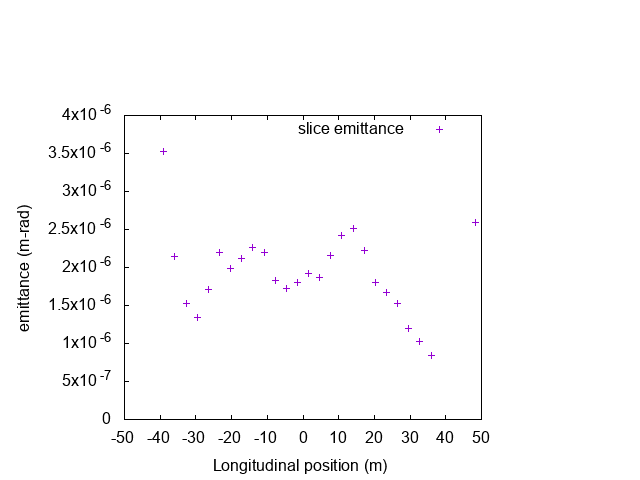 4x10^-6
slice emittance
3.5x10^-6
3x10^-6
2.5x10^-6
2x10^-6
1.5x10^-6
1x10^-6
5x10^-7
0
emittance (m-rad)
-50 -40 -30 -20 -10 0 10 20 30 40 50
Longitudinal position (m)